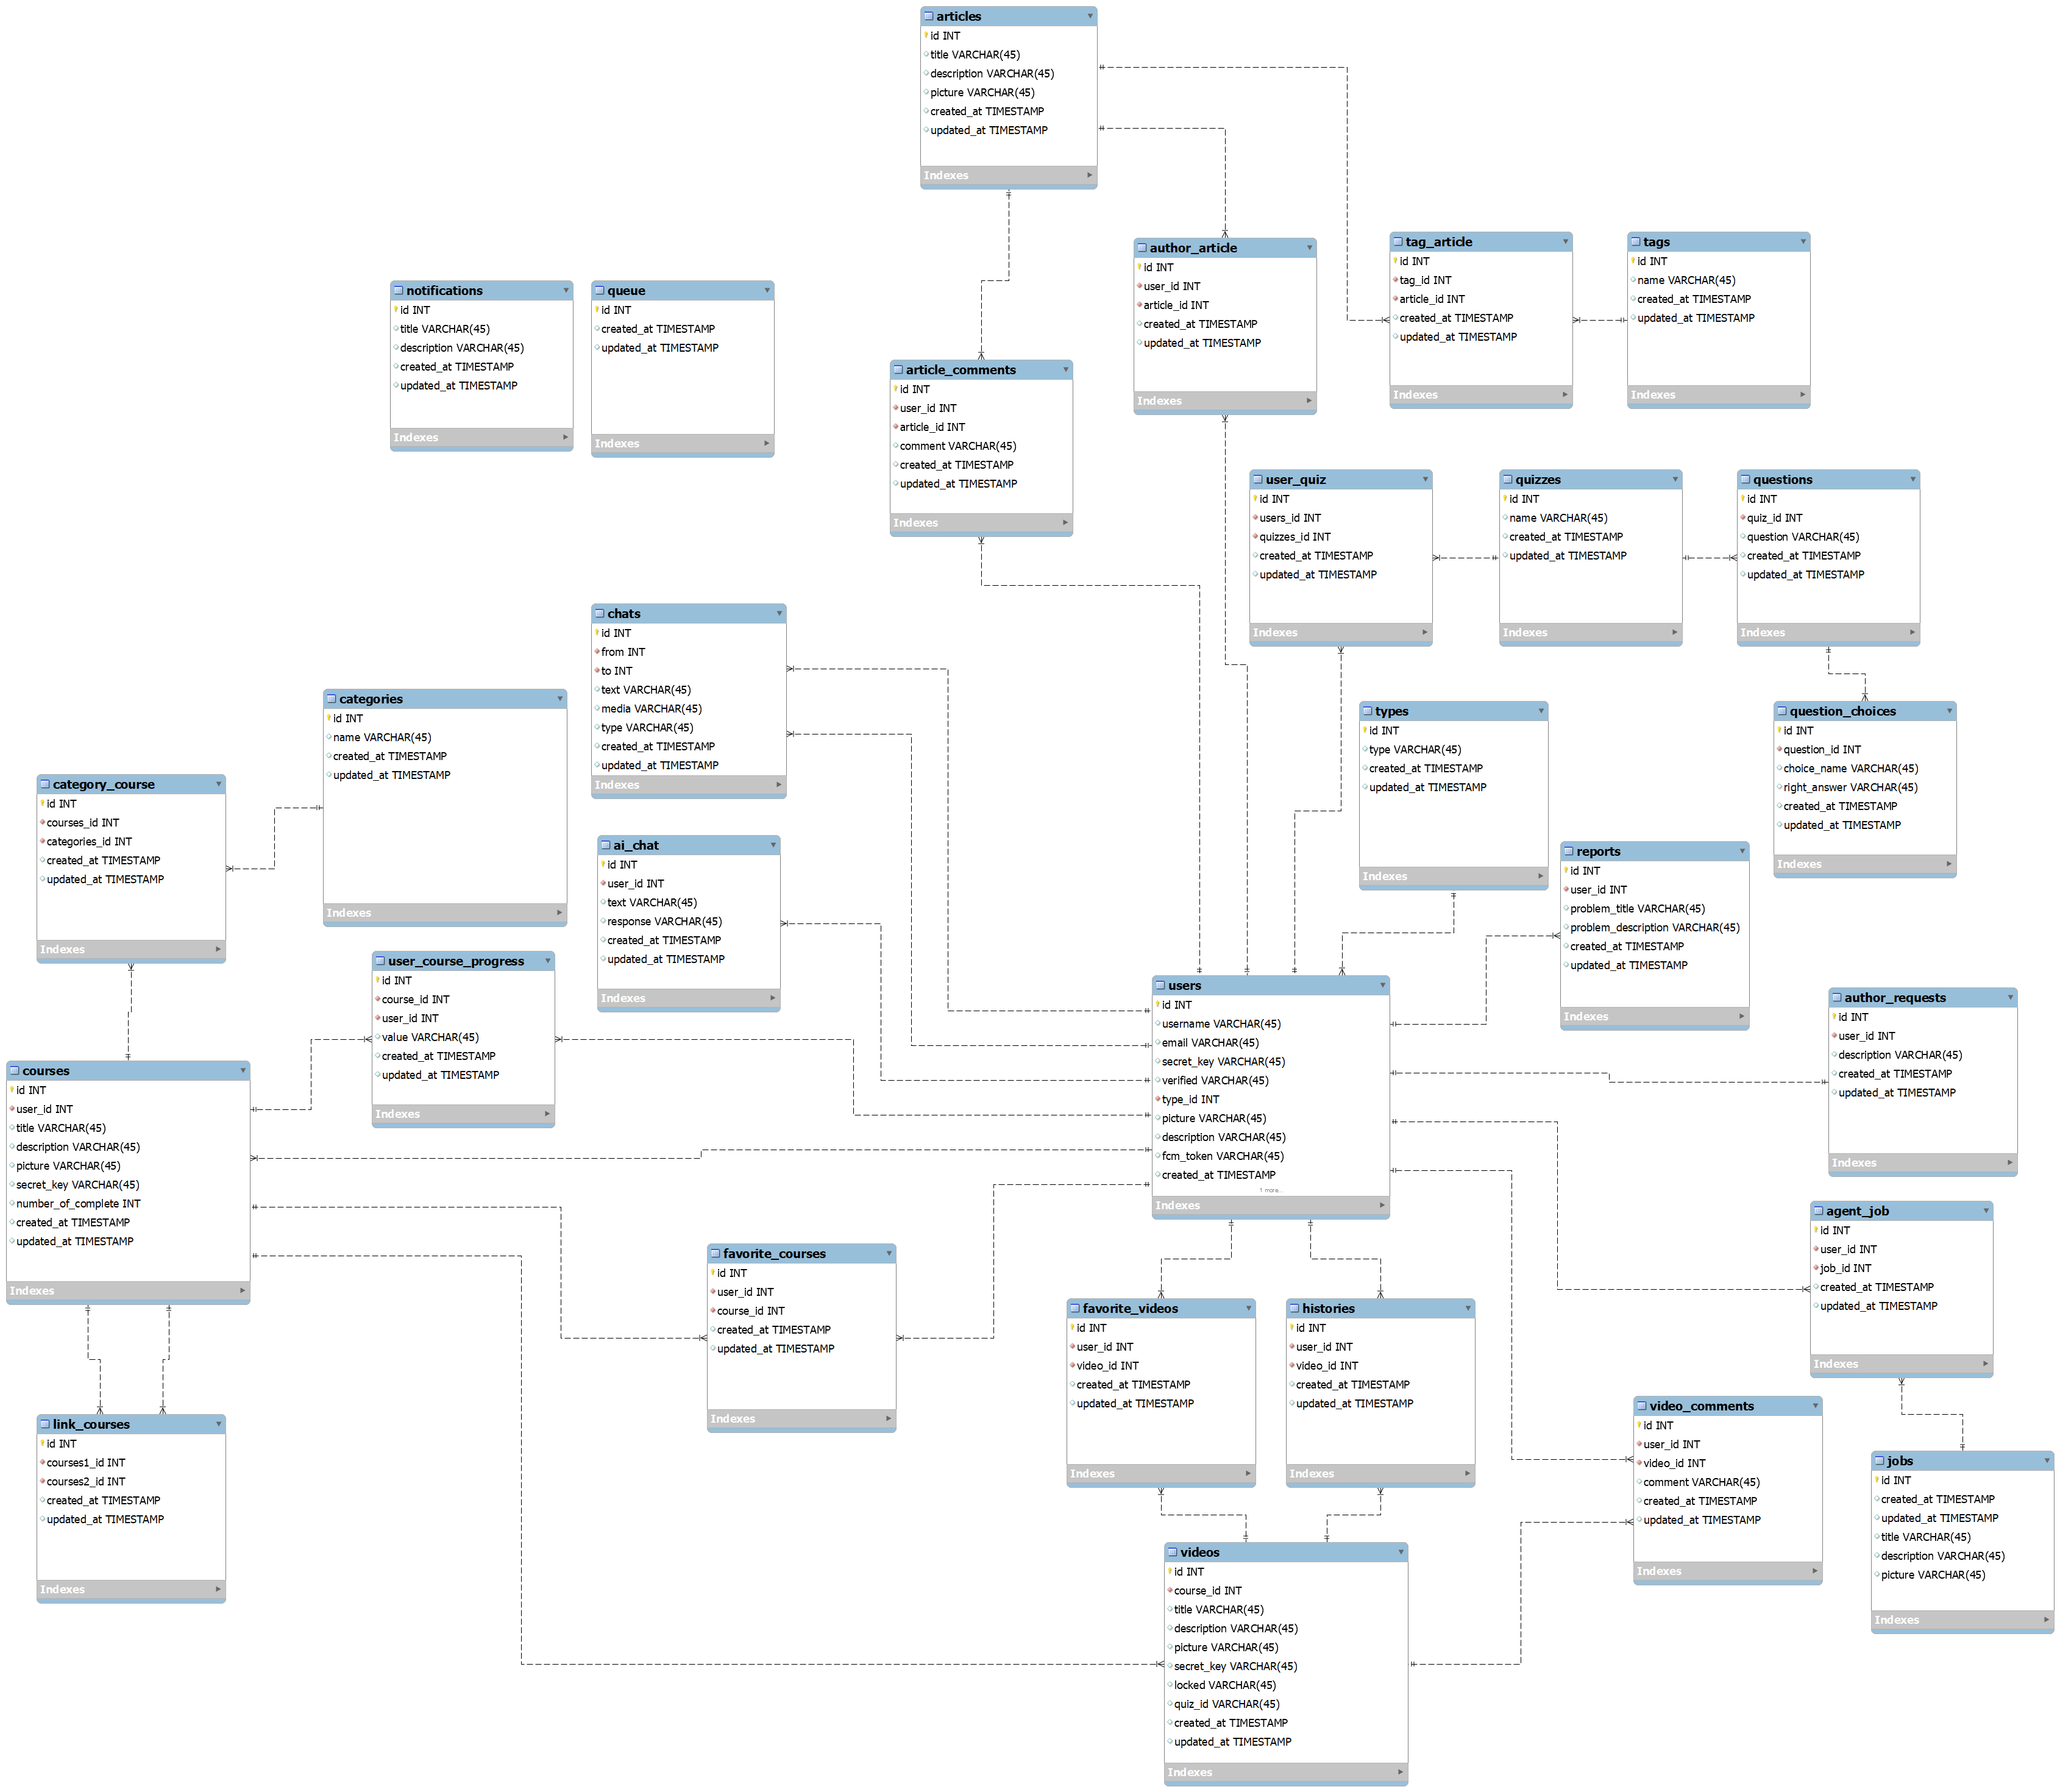 articles
id INT
title VARCHAR(45)
description VARCHAR(45)
picture VARCHAR(45)
created_at TIMESTAMP
updated_at TIMESTAMP
Indexes
author_article
id INT
user_id INT
article_id INT
created_at TIMESTAMP
updated_at TIMESTAMP
Indexes
tag_article
id INT
tag_id INT
article_id INT
created_at TIMESTAMP
updated_at TIMESTAMP
Indexes
tags
id INT
name VARCHAR(45)
created_at TIMESTAMP
updated_at TIMESTAMP
Indexes
notifications
id INT
title VARCHAR(45)
description VARCHAR(45)
created_at TIMESTAMP
updated_at TIMESTAMP
Indexes
queue
id INT
created_at TIMESTAMP
updated_at TIMESTAMP
Indexes
article_comments
id INT
user_id INT
article_id INT
comment VARCHAR(45)
created_at TIMESTAMP
updated_at TIMESTAMP
Indexes
user_quiz
id INT
users_id INT
quizzes_id INT
created_at TIMESTAMP
updated_at TIMESTAMP
Indexes
quizzes
id INT
name VARCHAR(45)
created_at TIMESTAMP
updated_at TIMESTAMP
Indexes
questions
id INT
quiz_id INT
question VARCHAR(45)
created_at TIMESTAMP
updated_at TIMESTAMP
Indexes
chats
id INT
from INT
to INT
text VARCHAR(45)
media VARCHAR(45)
type VARCHAR(45)
created_at TIMESTAMP
updated_at TIMESTAMP
Indexes
categories
id INT
name VARCHAR(45)
created_at TIMESTAMP
updated_at TIMESTAMP
Indexes
types
id INT
type VARCHAR(45)
created_at TIMESTAMP
updated_at TIMESTAMP
Indexes
question_choices
id INT
question_id INT
choice_name VARCHAR(45)
right_answer VARCHAR(45)
created_at TIMESTAMP
updated_at TIMESTAMP
Indexes
category_course
id INT
courses_id INT
categories_id INT
created_at TIMESTAMP
updated_at TIMESTAMP
Indexes
ai_chat
id INT
user_id INT
text VARCHAR(45)
response VARCHAR(45)
created_at TIMESTAMP
updated_at TIMESTAMP
Indexes
reports
id INT
user_id INT
problem_title VARCHAR(45)
problem_description VARCHAR(45)
created_at TIMESTAMP
updated_at TIMESTAMP
Indexes
user_course_progress
id INT
course_id INT
user_id INT
value VARCHAR(45)
created_at TIMESTAMP
updated_at TIMESTAMP
Indexes
users
id INT
username VARCHAR(45)
email VARCHAR(45)
secret_key VARCHAR(45)
verified VARCHAR(45)
type_id INT
picture VARCHAR(45)
description VARCHAR(45)
fcm_token VARCHAR(45)
created_at TIMESTAMP
1 more...
Indexes
author_requests
id INT
user_id INT
description VARCHAR(45)
created_at TIMESTAMP
updated_at TIMESTAMP
Indexes
courses
id INT
user_id INT
title VARCHAR(45)
description VARCHAR(45)
picture VARCHAR(45)
secret_key VARCHAR(45)
number_of_complete INT
created_at TIMESTAMP
updated_at TIMESTAMP
Indexes
agent_job
id INT
user_id INT
job_id INT
created_at TIMESTAMP
updated_at TIMESTAMP
Indexes
favorite_courses
id INT
user_id INT
course_id INT
created_at TIMESTAMP
updated_at TIMESTAMP
Indexes
favorite_videos
id INT
user_id INT
video_id INT
created_at TIMESTAMP
updated_at TIMESTAMP
Indexes
histories
id INT
user_id INT
video_id INT
created_at TIMESTAMP
updated_at TIMESTAMP
Indexes
video_comments
id INT
user_id INT
video_id INT
comment VARCHAR(45)
created_at TIMESTAMP
updated_at TIMESTAMP
Indexes
link_courses
id INT
courses1_id INT
courses2_id INT
created_at TIMESTAMP
updated_at TIMESTAMP
Indexes
jobs
id INT
created_at TIMESTAMP
updated_at TIMESTAMP
title VARCHAR(45)
description VARCHAR(45)
picture VARCHAR(45)
Indexes
videos
id INT
course_id INT
title VARCHAR(45)
description VARCHAR(45)
picture VARCHAR(45)
secret_key VARCHAR(45)
locked VARCHAR(45)
quiz_id VARCHAR(45)
created_at TIMESTAMP
updated_at TIMESTAMP
Indexes